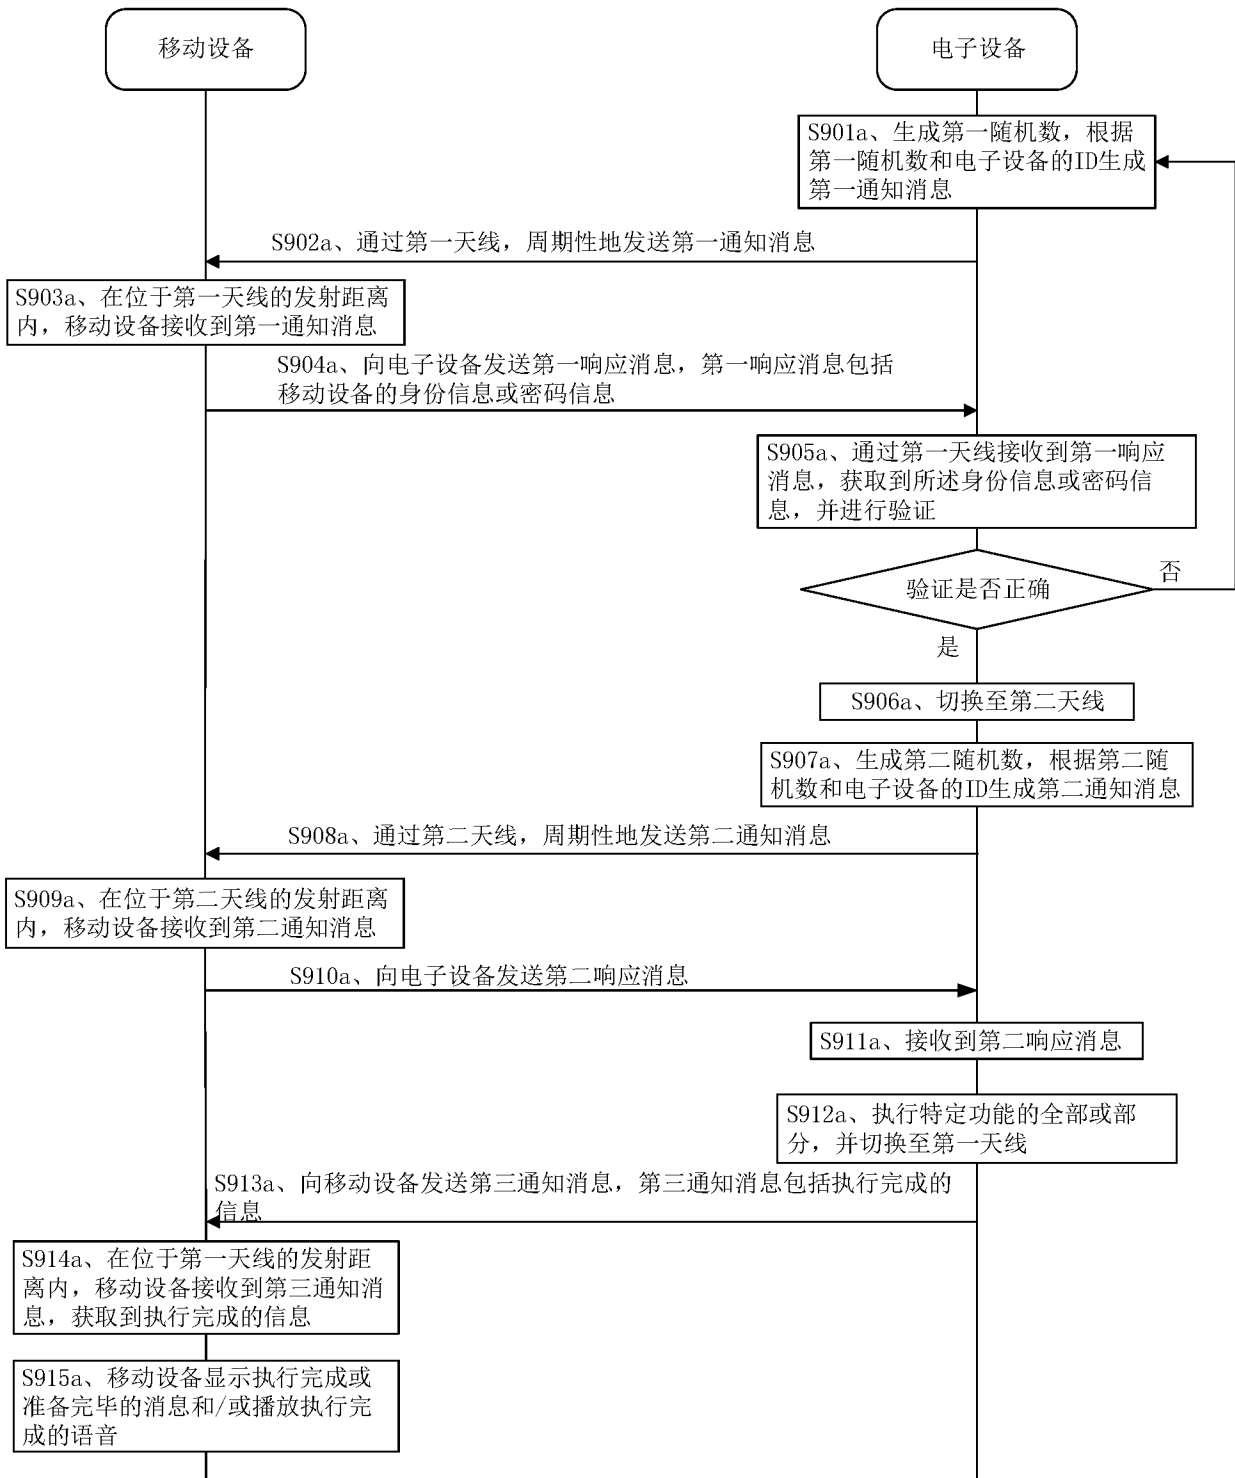 移动设备
电子设备
S901a、生成第一随机数，根据
第一随机数和电子设备的ID生成
第一通知消息
S902a、通过第一天线，周期性地发送第一通知消息
S903a、在位于第一天线的发射距离
内，移动设备接收到第一通知消息
S904a、向电子设备发送第一响应消息，第一响应消息包括
移动设备的身份信息或密码信息
S905a、通过第一天线接收到第一响应
消息，获取到所述身份信息或密码信
息，并进行验证
验证是否正确
否
是
S906a、切换至第二天线
S907a、生成第二随机数，根据第二随
机数和电子设备的ID生成第二通知消息
S908a、通过第二天线，周期性地发送第二通知消息
S909a、在位于第二天线的发射距离
内，移动设备接收到第二通知消息
S910a、向电子设备发送第二响应消息
S911a、接收到第二响应消息
S912a、执行特定功能的全部或部
分，并切换至第一天线
S913a、向移动设备发送第三通知消息，第三通知消息包括执行完成的
信息
S914a、在位于第一天线的发射距
离内，移动设备接收到第三通知消
息，获取到执行完成的信息
S915a、移动设备显示执行完成或
准备完毕的消息和/或播放执行完
成的语音